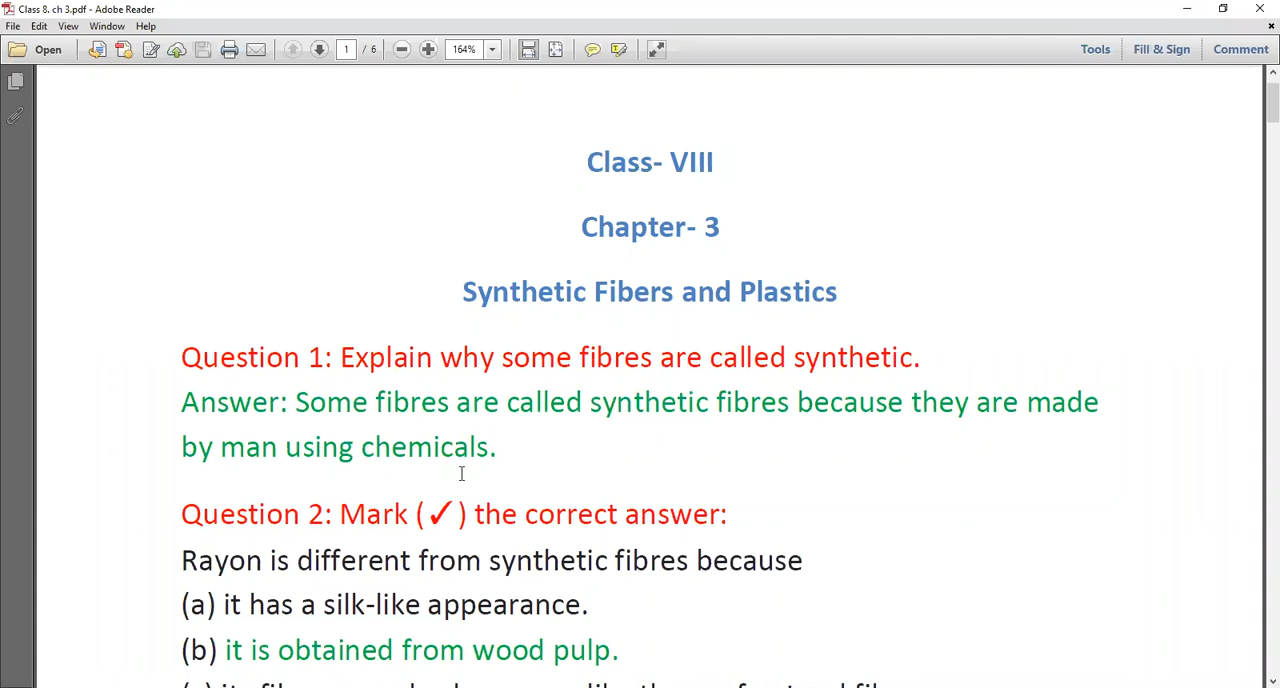 Class 8. ch 3.pdf - Adobe Reader
File Edit View Window Help
Open 1 / 6 164% Tools Fill & Sign Comment
Class- VIII
Chapter- 3
Synthetic Fibers and Plastics
Question 1: Explain why some fibres are called synthetic.
Answer: Some fibres are called synthetic fibres because they are made
by man using chemicals.
Question 2: Mark (✓) the correct answer:
Rayon is different from synthetic fibres because
(a) it has a silk-like appearance.
(b) it is obtained from wood pulp.